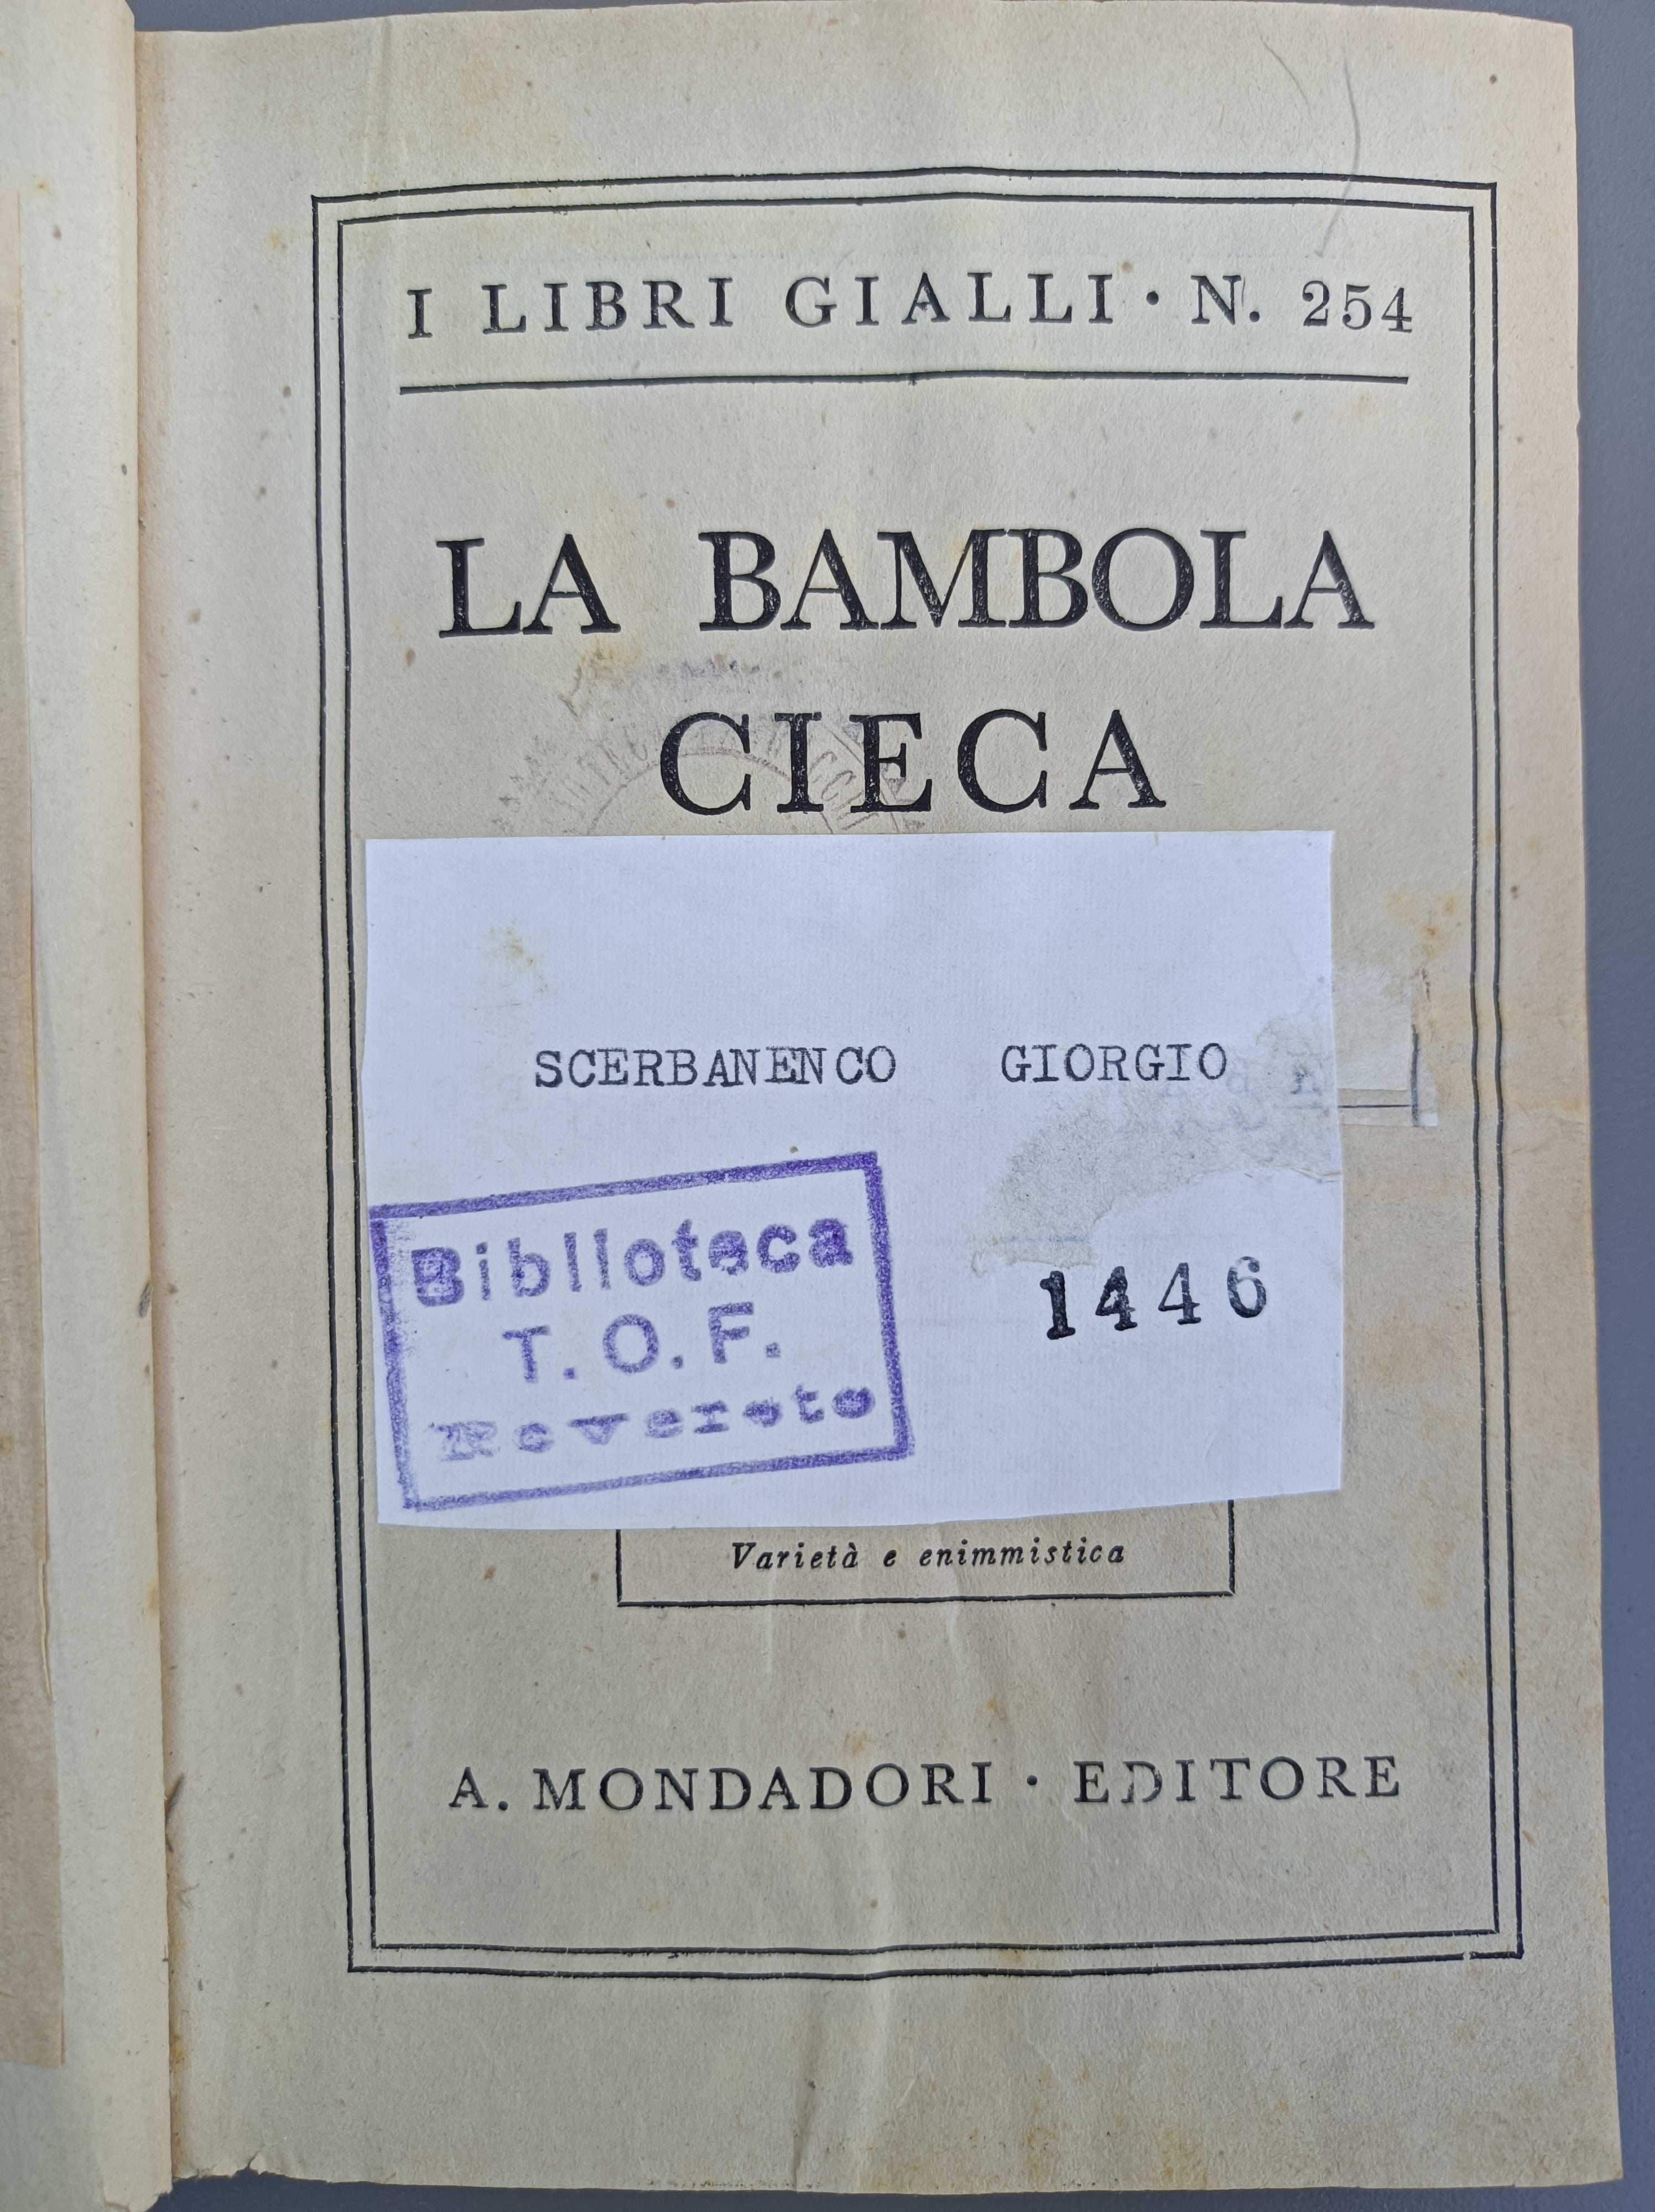 I LIBRI GIALLI · N. 254
LA BAMBOLA
CIECA
SCERBANENCO GIORGIO
Biblioteca
T. O. F.
Rovereto
1446
Varietà e enimmistica
A. MONDADORI · EDITORE